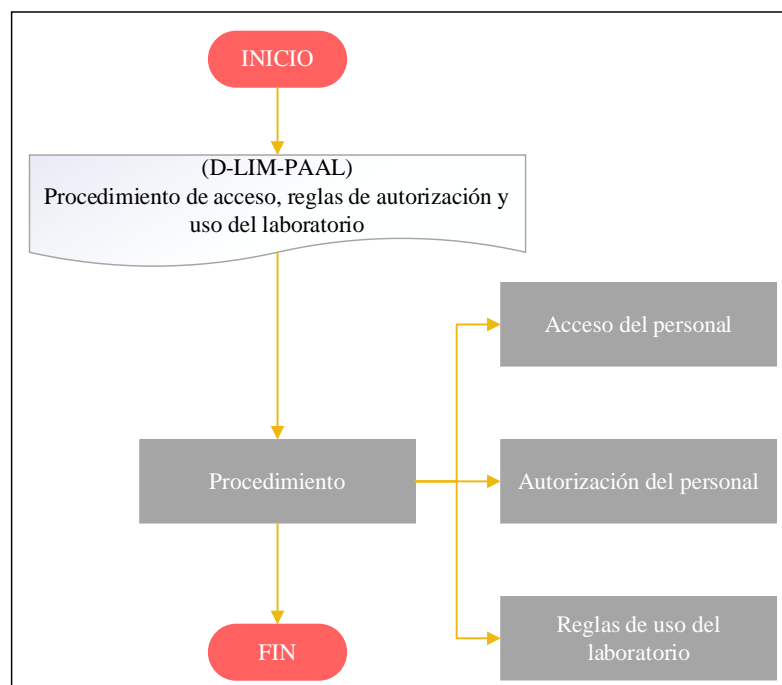 INICIO
(D-LIM-PAAL)
Procedimiento de acceso, reglas de autorización y
uso del laboratorio
Acceso del personal
Procedimiento
Autorización del personal
FIN
Reglas de uso del
laboratorio